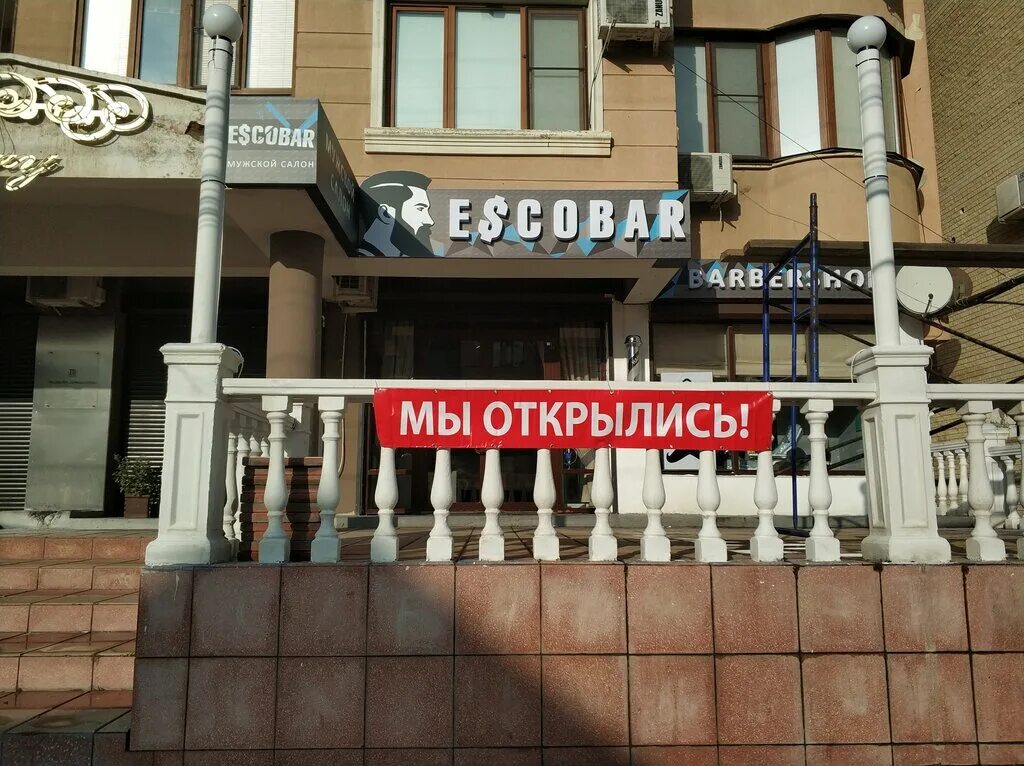 E$COBAR
МУЖСКОЙ САЛОН
E$COBAR
BARBERSHOP
МЫ ОТКРЫЛИСЬ!